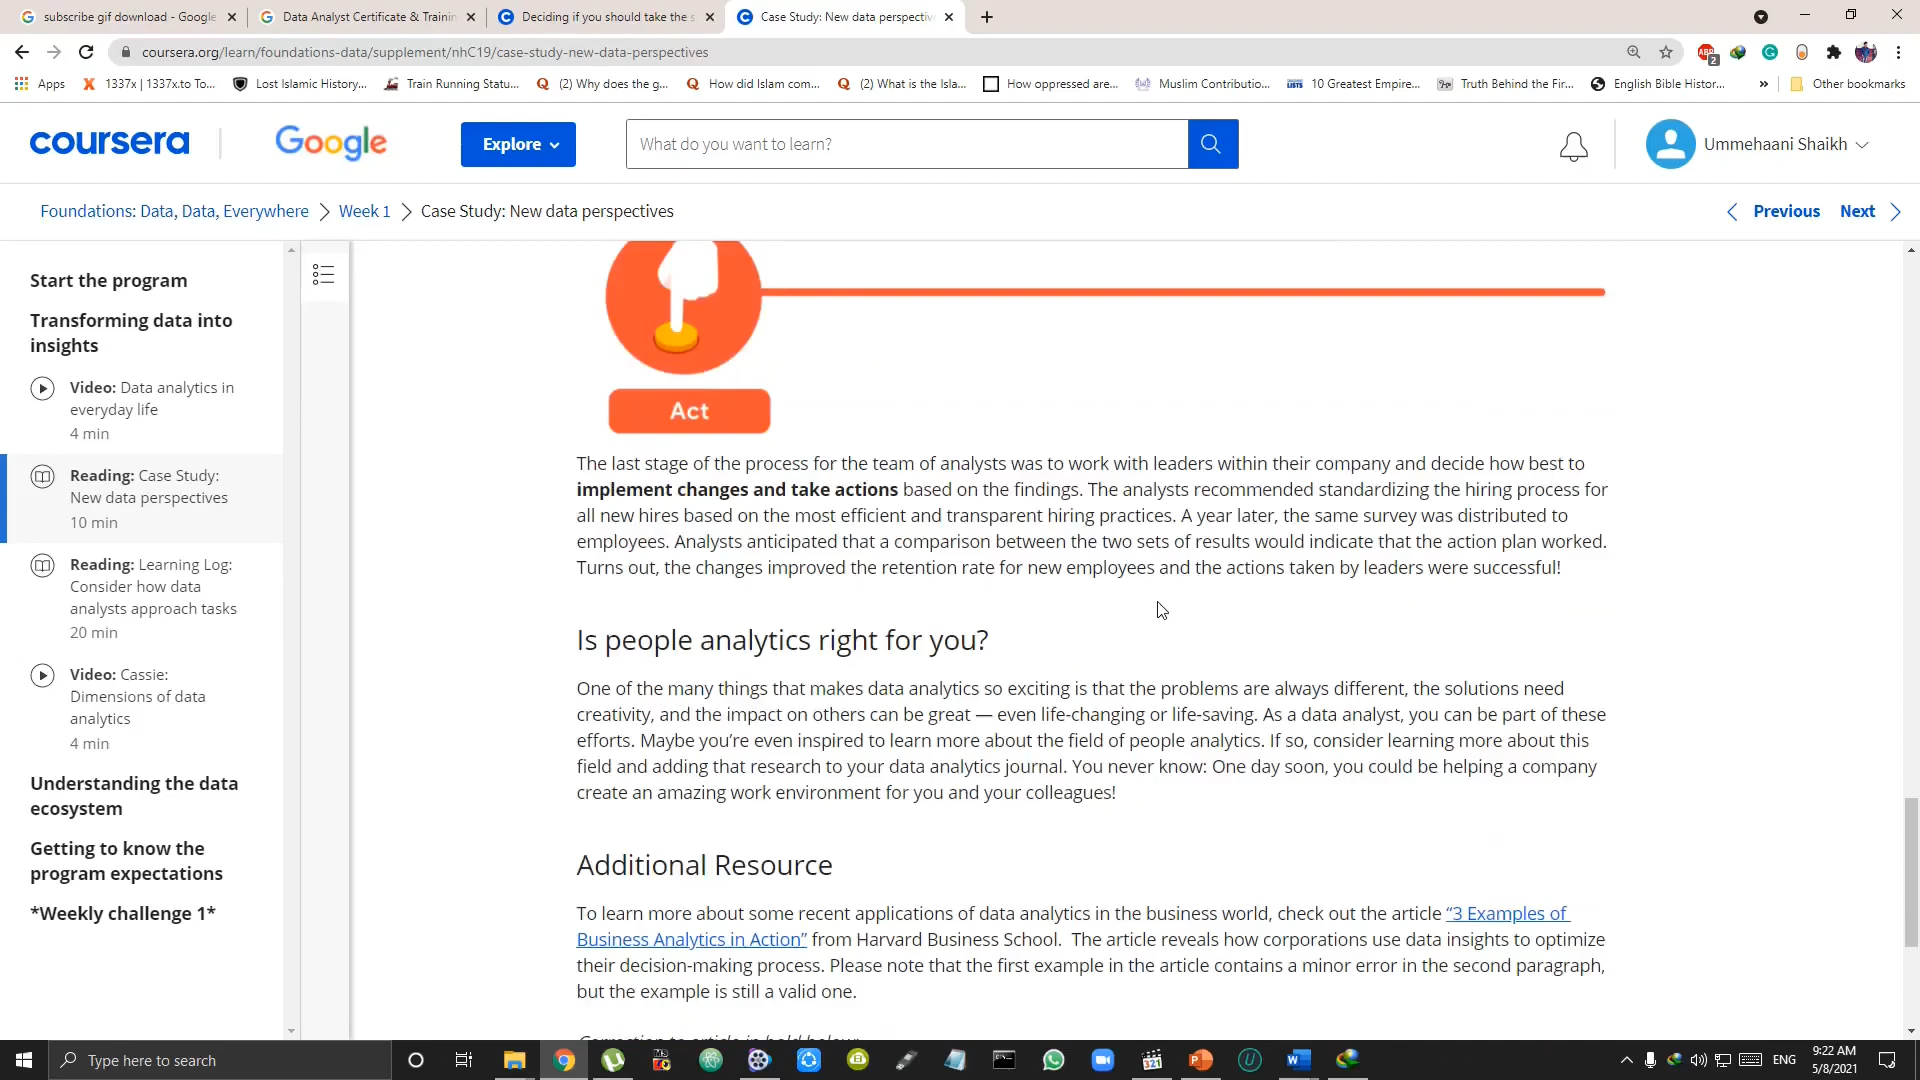 subscribe gif download - Google
Data Analyst Certificate & Trainin
Deciding if you should take the s
Case Study: New data perspectiv
coursera.org/learn/foundations-data/supplement/nhC19/case-study-new-data-perspectives
2
Apps
1337x | 1337x.to To...
Lost Islamic History...
Train Running Statu...
(2) Why does the g...
How did Islam com...
(2) What is the Isla...
How oppressed are...
Muslim Contributio...
10 Greatest Empire...
Truth Behind the Fir...
English Bible Histor...
»
Other bookmarks
coursera
Google
Explore
What do you want to learn?
Ummehaani Shaikh
Foundations: Data, Data, Everywhere
Week 1
Case Study: New data perspectives
Previous
Next
Start the program
Transforming data into
insights
Video: Data analytics in
everyday life
4 min
Reading: Case Study:
New data perspectives
10 min
Reading: Learning Log:
Consider how data
analysts approach tasks
20 min
Video: Cassie:
Dimensions of data
analytics
4 min
Understanding the data
ecosystem
Getting to know the
program expectations
*Weekly challenge 1*
Act
The last stage of the process for the team of analysts was to work with leaders within their company and decide how best to
implement changes and take actions based on the findings. The analysts recommended standardizing the hiring process for
all new hires based on the most efficient and transparent hiring practices. A year later, the same survey was distributed to
employees. Analysts anticipated that a comparison between the two sets of results would indicate that the action plan worked.
Turns out, the changes improved the retention rate for new employees and the actions taken by leaders were successful!
Is people analytics right for you?
One of the many things that makes data analytics so exciting is that the problems are always different, the solutions need
creativity, and the impact on others can be great — even life-changing or life-saving. As a data analyst, you can be part of these
efforts. Maybe you’re even inspired to learn more about the field of people analytics. If so, consider learning more about this
field and adding that research to your data analytics journal. You never know: One day soon, you could be helping a company
create an amazing work environment for you and your colleagues!
Additional Resource
To learn more about some recent applications of data analytics in the business world, check out the article “3 Examples of
Business Analytics in Action” from Harvard Business School. The article reveals how corporations use data insights to optimize
their decision-making process. Please note that the first example in the article contains a minor error in the second paragraph,
but the example is still a valid one.
Type here to search
ENG
9:22 AM
5/8/2021